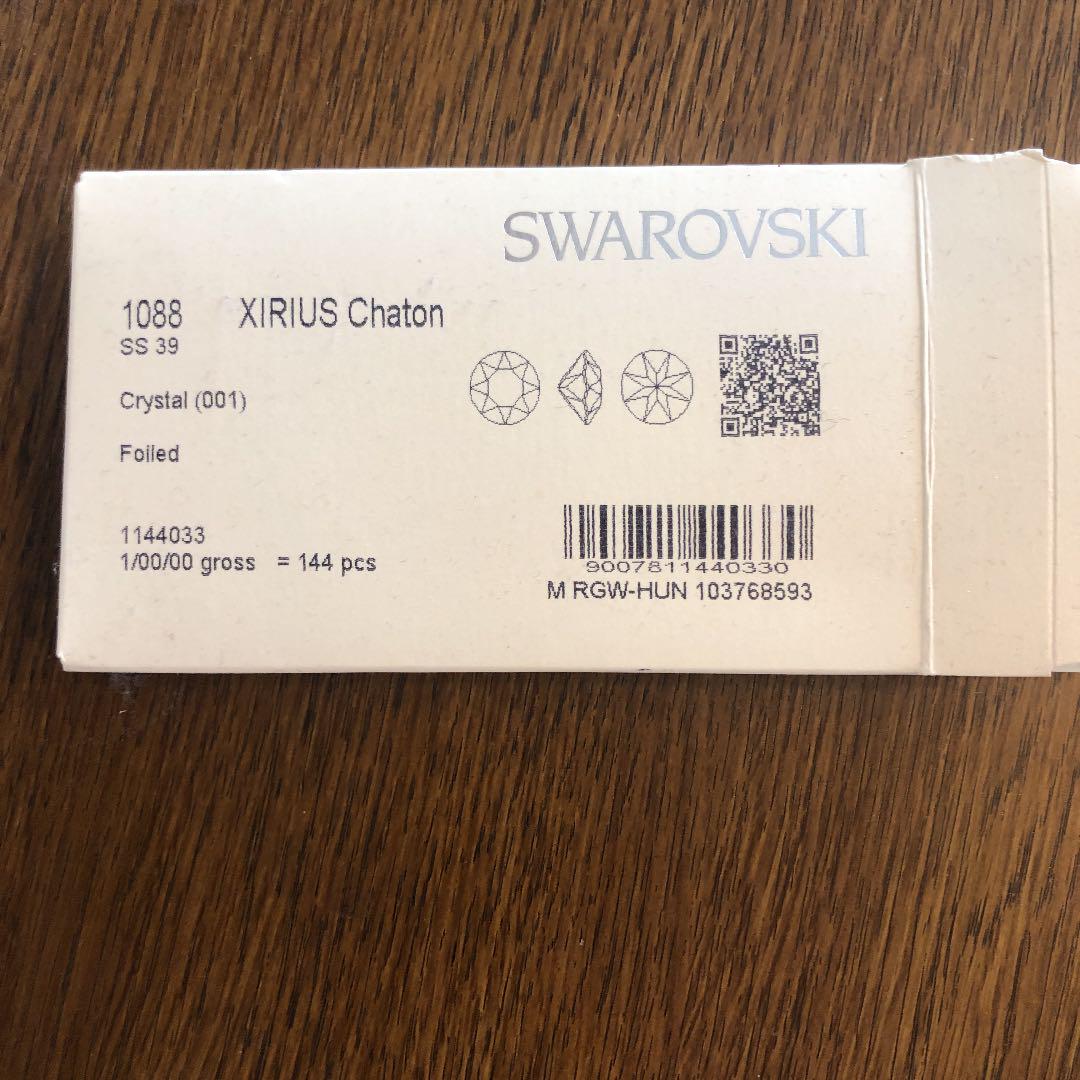 SWAROVSKI
1088 XIRIUS Chaton
SS 39
Crystal (001)
Foiled
1144033
1/00/00 gross = 144 pcs
9007811440330
M RGW-HUN 103768593